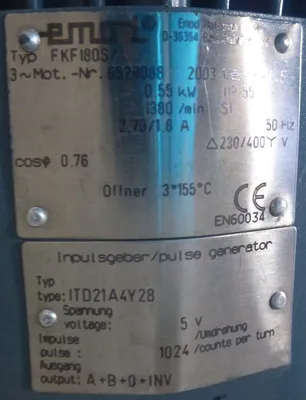 emod
D-36364
Typ FKF180S/
3~Mot.-Nr. 6529088 2003
0.55 kW IP 55
1380 /min S1
2.79/1.6 A 50 Hz
△230/400Y V
cosφ 0.76
Öffner 3*155°C
CE
EN60034
Inpulsgeber/pulse generator
Typ
type: ITD21A4Y28
Spannung
voltage: 5 V
Impulse /Umdrehung
pulse: 1024 /counts per turn
Ausgang
output: A+B+0+INV